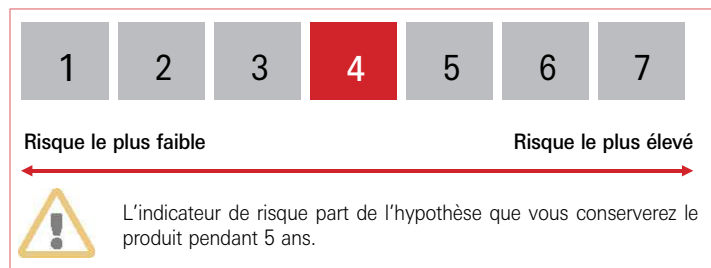 1 2 3 4 5 6 7
Risque le plus faible Risque le plus élevé
L'indicateur de risque part de l'hypothèse que vous conserverez le
produit pendant 5 ans.